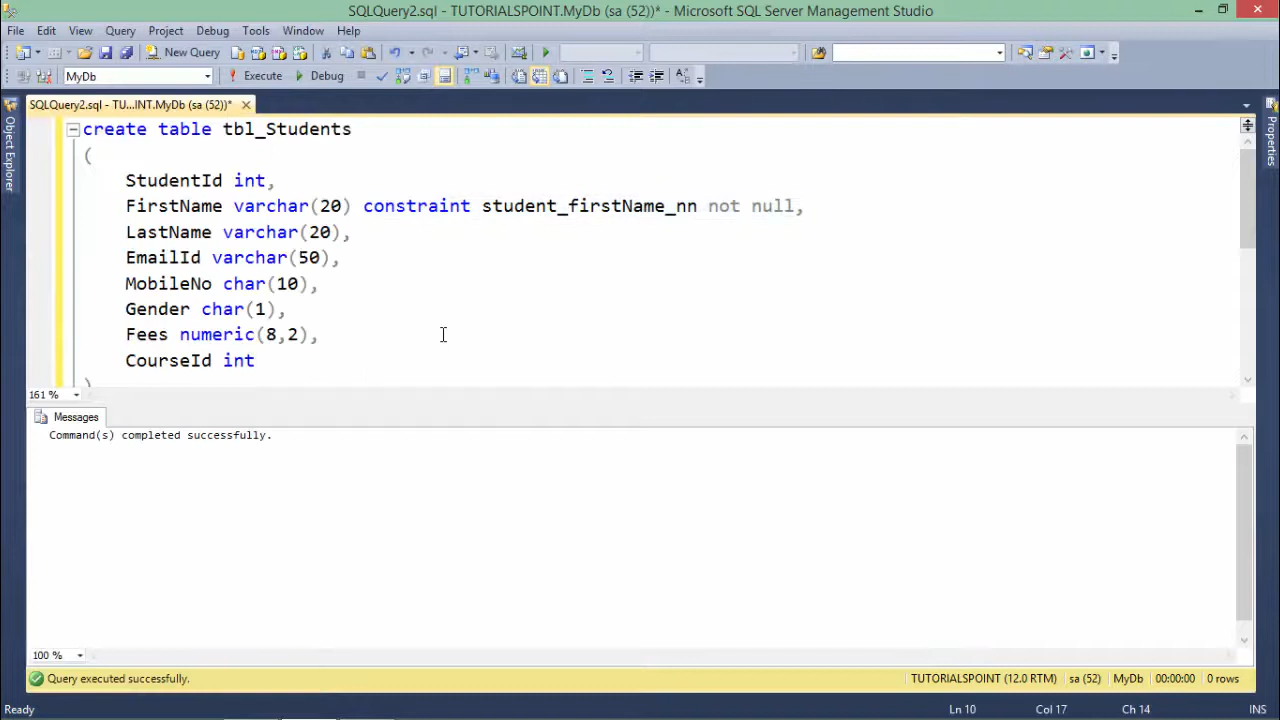 SQLQuery2.sql - TUTORIALSPOINT.MyDb (sa (52))* - Microsoft SQL Server Management Studio
File Edit View Query Project Debug Tools Window Help
New Query
MyDb Execute Debug
SQLQuery2.sql - TU...INT.MyDb (sa (52))*
Object Explorer
Properties
create table tbl_Students
(
StudentId int,
FirstName varchar(20) constraint student_firstName_nn not null,
LastName varchar(20),
EmailId varchar(50),
MobileNo char(10),
Gender char(1),
Fees numeric(8,2),
CourseId int
)
161 %
Messages
Command(s) completed successfully.
100 %
Query executed successfully. TUTORIALSPOINT (12.0 RTM) sa (52) MyDb 00:00:00 0 rows
Ready Ln 10 Col 17 Ch 14 INS